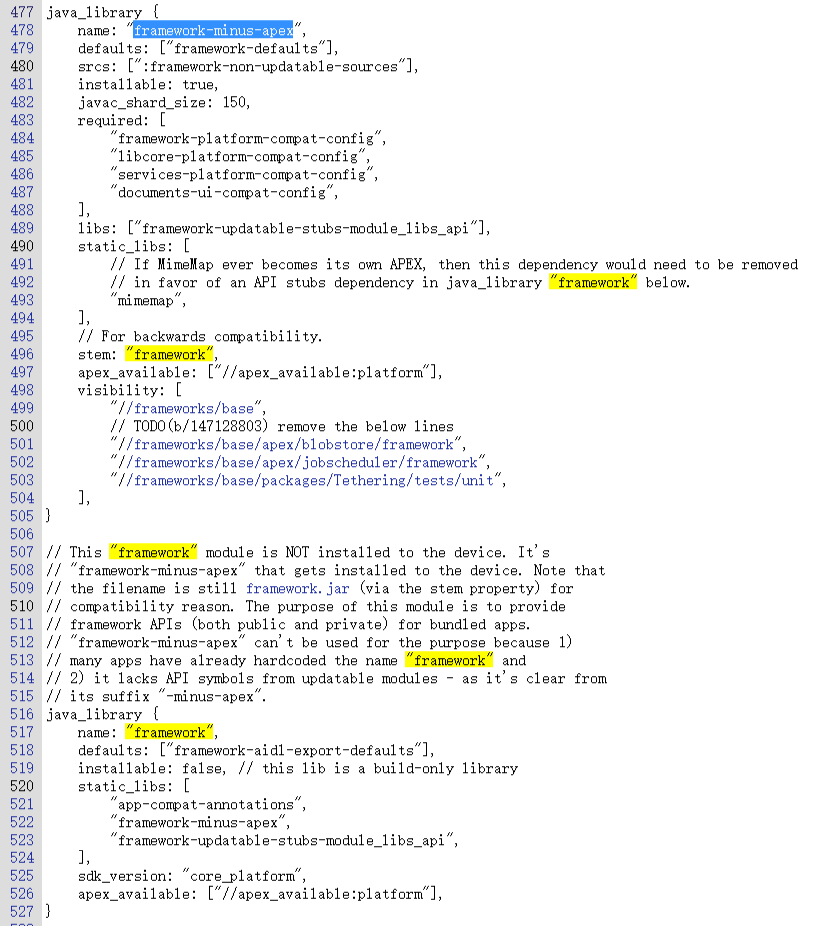 477 java_library {
478     name: "framework-minus-apex",
479     defaults: ["framework-defaults"],
480     srcs: [":framework-non-updatable-sources"],
481     installable: true,
482     javac_shard_size: 150,
483     required: [
484         "framework-platform-compat-config",
485         "libcore-platform-compat-config",
486         "services-platform-compat-config",
487         "documents-ui-compat-config",
488     ],
489     libs: ["framework-updatable-stubs-module_libs_api"],
490     static_libs: [
491         // If MimeMap ever becomes its own APEX, then this dependency would need to be removed
492         // in favor of an API stubs dependency in java_library "framework" below.
493         "mimemap",
494     ],
495     // For backwards compatibility.
496     stem: "framework",
497     apex_available: ["//apex_available:platform"],
498     visibility: [
499         "//frameworks/base",
500         // TODO(b/147128803) remove the below lines
501         "//frameworks/base/apex/blobstore/framework",
502         "//frameworks/base/apex/jobscheduler/framework",
503         "//frameworks/base/packages/Tethering/tests/unit",
504     ],
505 }
506
507 // This "framework" module is NOT installed to the device. It's
508 // "framework-minus-apex" that gets installed to the device. Note that
509 // the filename is still framework.jar (via the stem property) for
510 // compatibility reason. The purpose of this module is to provide
511 // framework APIs (both public and private) for bundled apps.
512 // "framework-minus-apex" can't be used for the purpose because 1)
513 // many apps have already hardcoded the name "framework" and
514 // 2) it lacks API symbols from updatable modules - as it's clear from
515 // its suffix "-minus-apex".
516 java_library {
517     name: "framework",
518     defaults: ["framework-aidl-export-defaults"],
519     installable: false, // this lib is a build-only library
520     static_libs: [
521         "app-compat-annotations",
522         "framework-minus-apex",
523         "framework-updatable-stubs-module_libs_api",
524     ],
525     sdk_version: "core_platform",
526     apex_available: ["//apex_available:platform"],
527 }